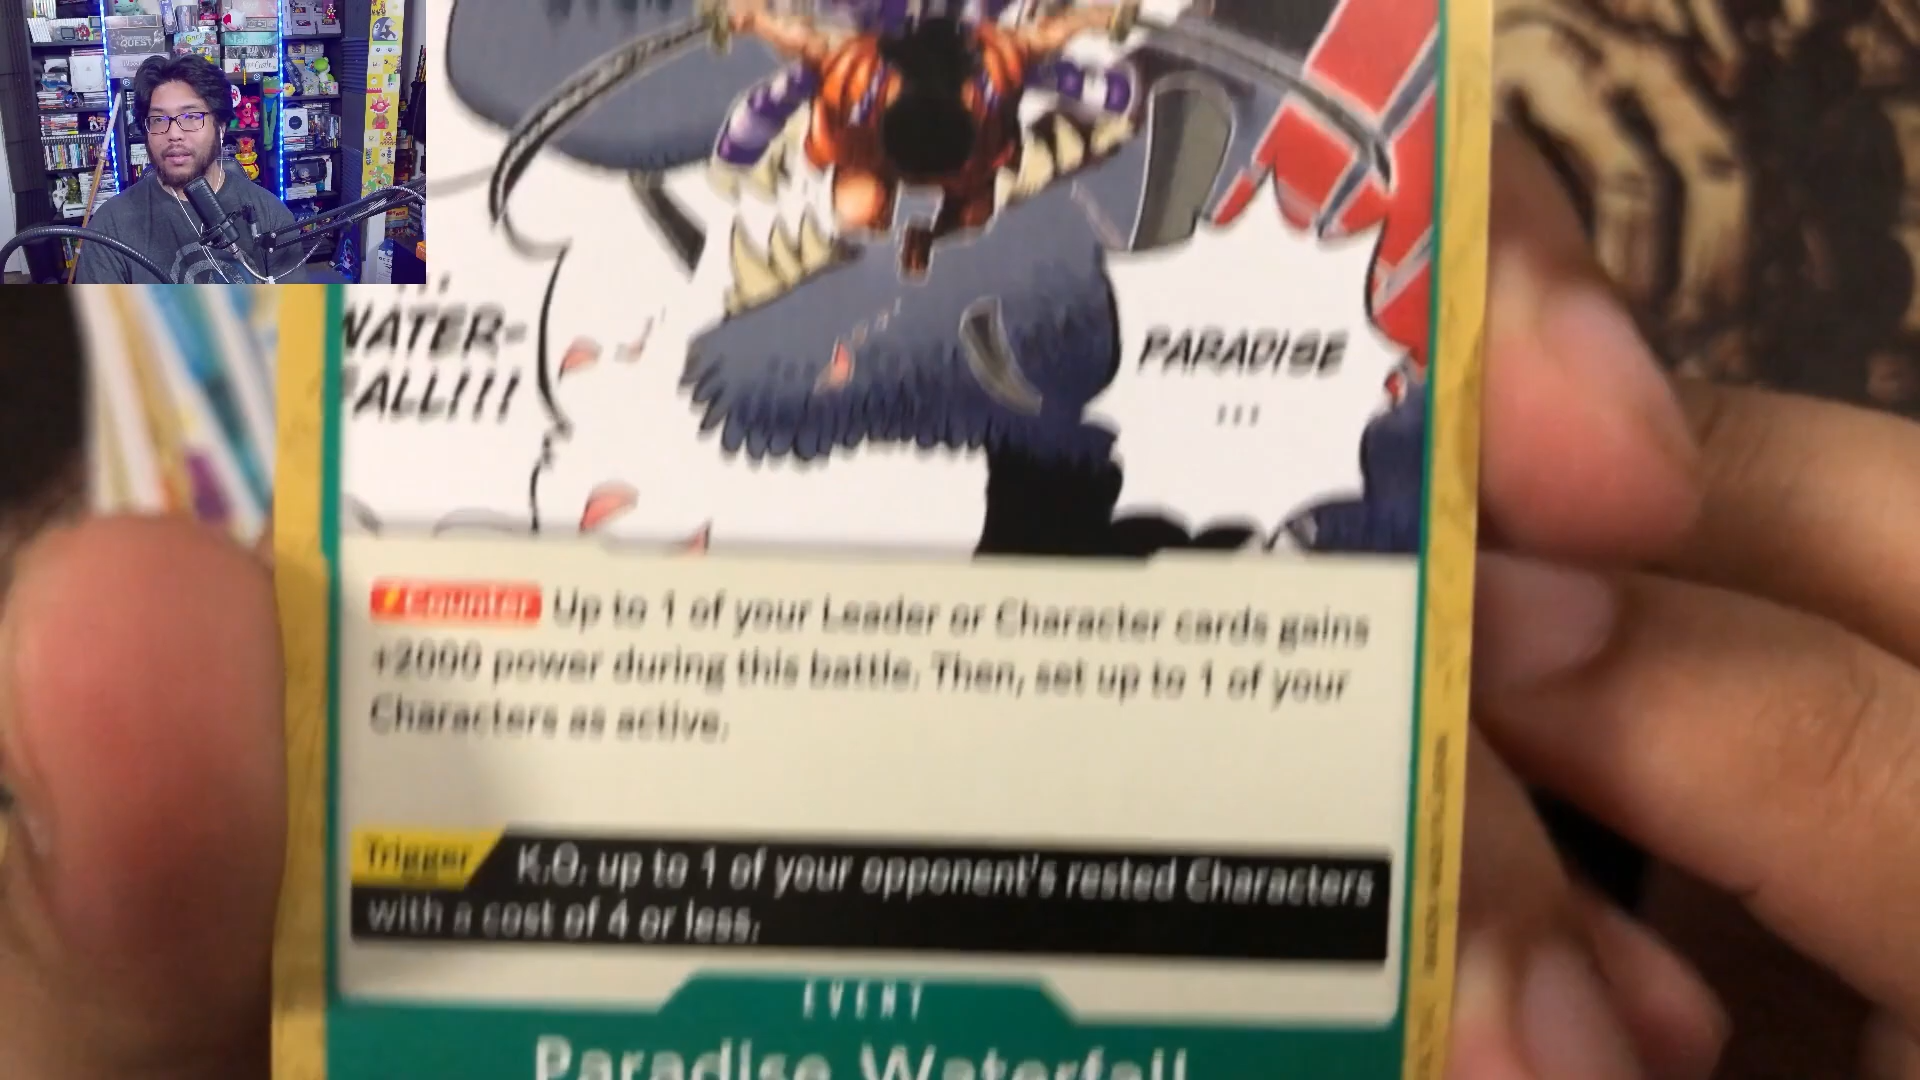 QUEST
WATER-
FALL!!!
PARADISE
!!!
Counter Up to 1 of your Leader or Character cards gains
+2000 power during this battle. Then, set up to 1 of your
Characters as active.
Trigger K.O. up to 1 of your opponent's rested Characters
with a cost of 4 or less.
EVENT
Paradise Waterfall